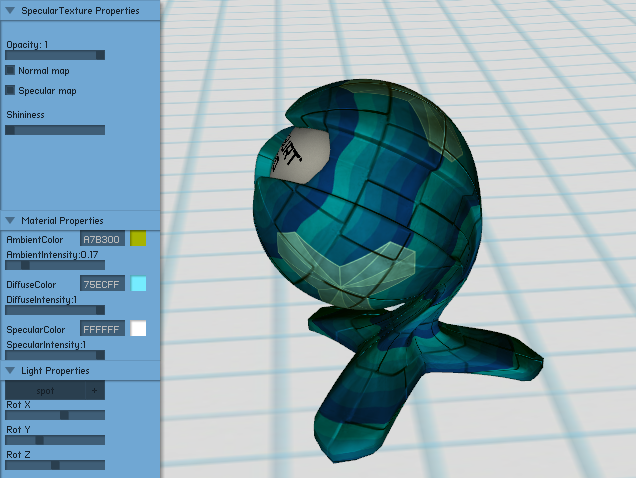 SpecularTexture Properties
Opacity: 1
Normal map
Specular map
Shininess
Material Properties
AmbientColor A7B300
AmbientIntensity:0.17
DiffuseColor 75ECFF
DiffuseIntensity:1
SpecularColor FFFFFF
SpecularIntensity:1
Light Properties
spot +
Rot X
Rot Y
Rot Z